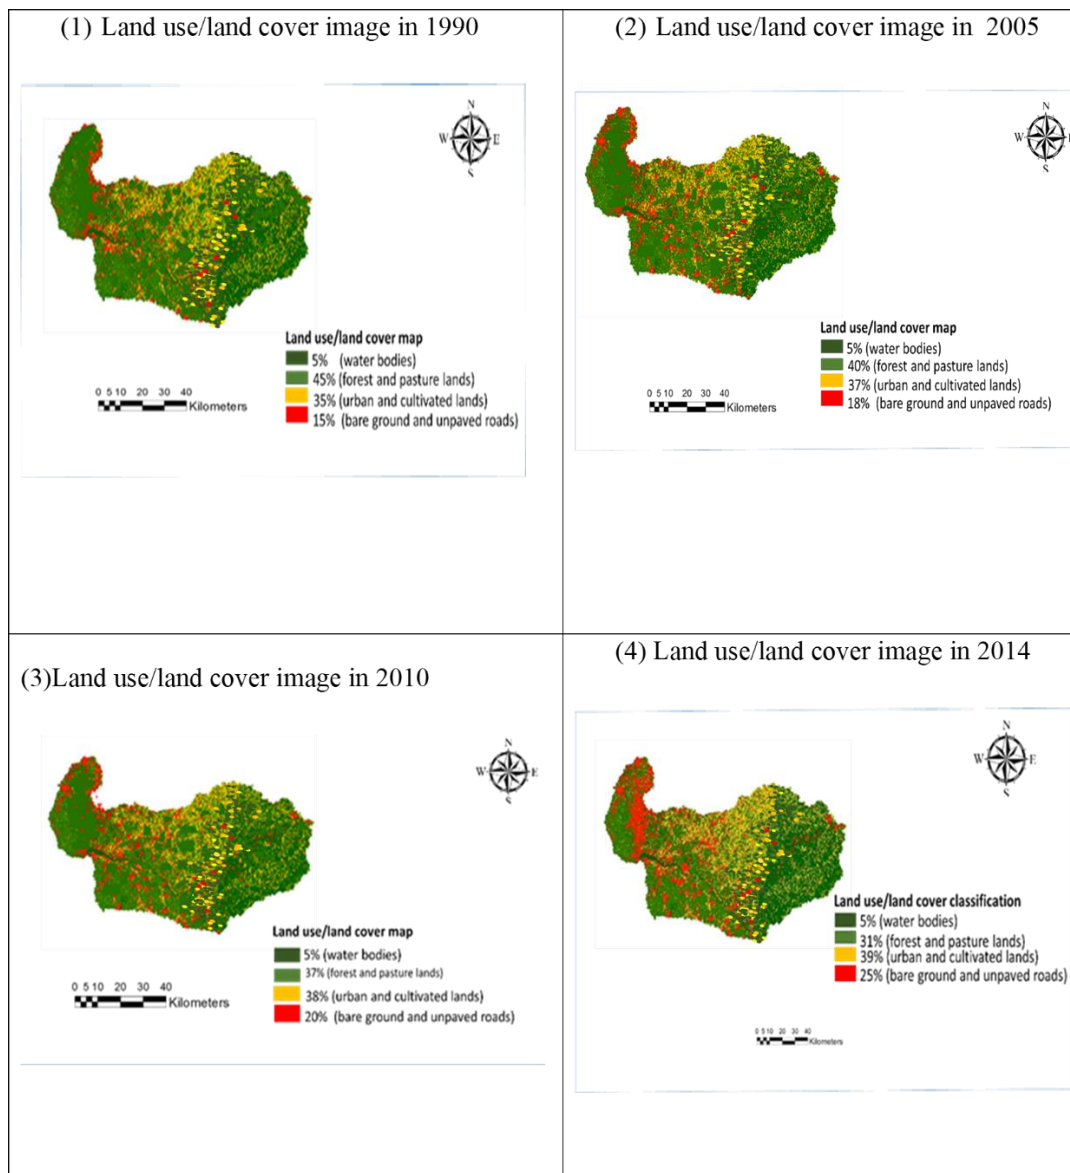 (1) Land use/land cover image in 1990
N
W E
S
Land use/land cover map
5% (water bodies)
45% (forest and pasture lands)
35% (urban and cultivated lands)
15% (bare ground and unpaved roads)
0 5 10 20 30 40
Kilometers
(2) Land use/land cover image in 2005
N
W E
S
Land use/land cover map
5% (water bodies)
40% (forest and pasture lands)
37% (urban and cultivated lands)
18% (bare ground and unpaved roads)
0 5 10 20 30 40
Kilometers
(3)Land use/land cover image in 2010
N
W E
S
Land use/land cover map
5% (water bodies)
37% (forest and pasture lands)
38% (urban and cultivated lands)
20% (bare ground and unpaved roads)
0 5 10 20 30 40
Kilometers
(4) Land use/land cover image in 2014
N
W E
S
Land use/land cover classification
5% (water bodies)
31% (forest and pasture lands)
39% (urban and cultivated lands)
25% (bare ground and unpaved roads)
0 5 10 20 30 40
Kilometers